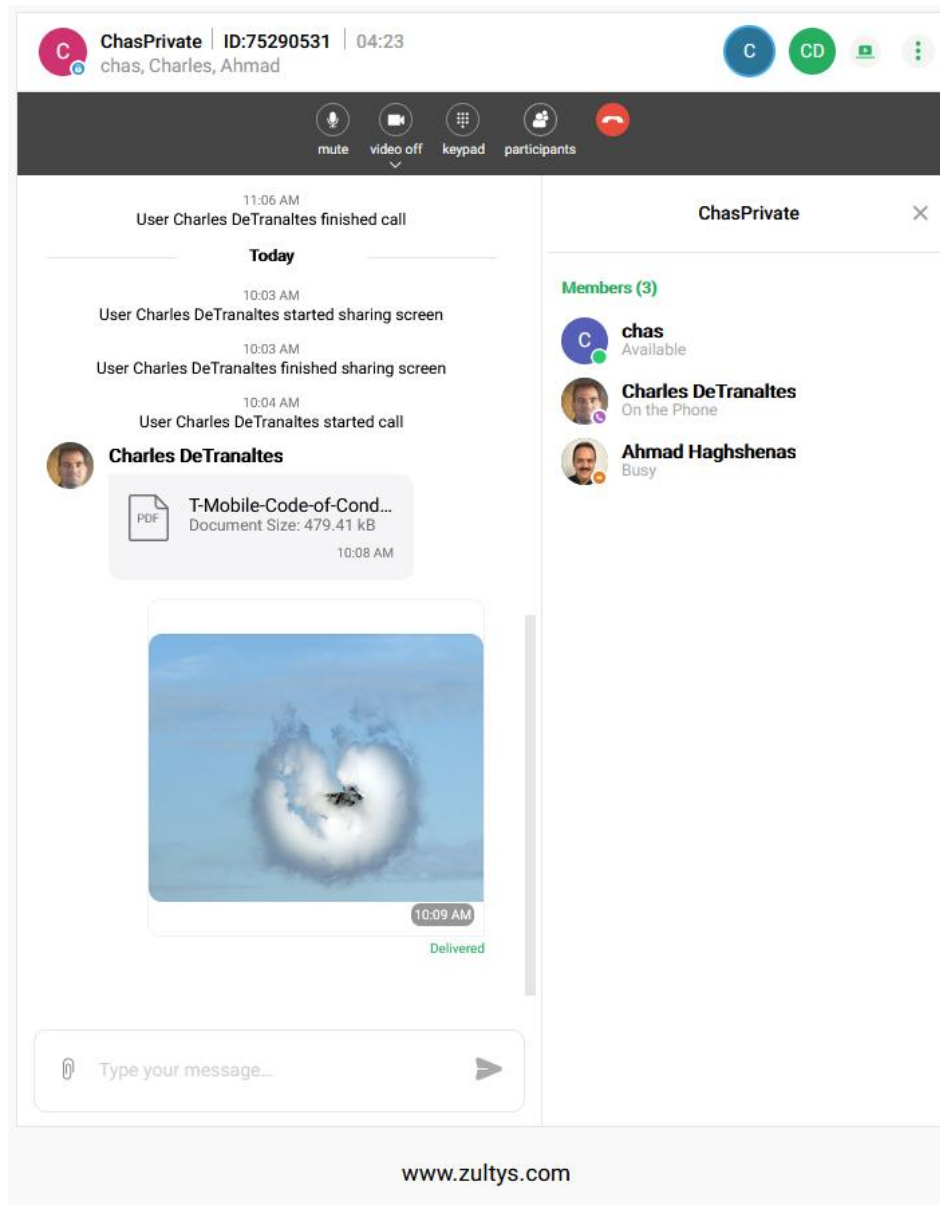 C
ChasPrivate | ID:75290531 | 04:23
chas, Charles, Ahmad
C
CD
mute
video off
keypad
participants
11:06 AM
User Charles DeTranaltes finished call
Today
10:03 AM
User Charles DeTranaltes started sharing screen
10:03 AM
User Charles DeTranaltes finished sharing screen
10:04 AM
User Charles DeTranaltes started call
Charles DeTranaltes
PDF
T-Mobile-Code-of-Cond...
Document Size: 479.41 kB
10:08 AM
10:09 AM
Delivered
Type your message...
ChasPrivate
Members (3)
C
chas
Available
Charles DeTranaltes
On the Phone
Ahmad Haghshenas
Busy
www.zultys.com